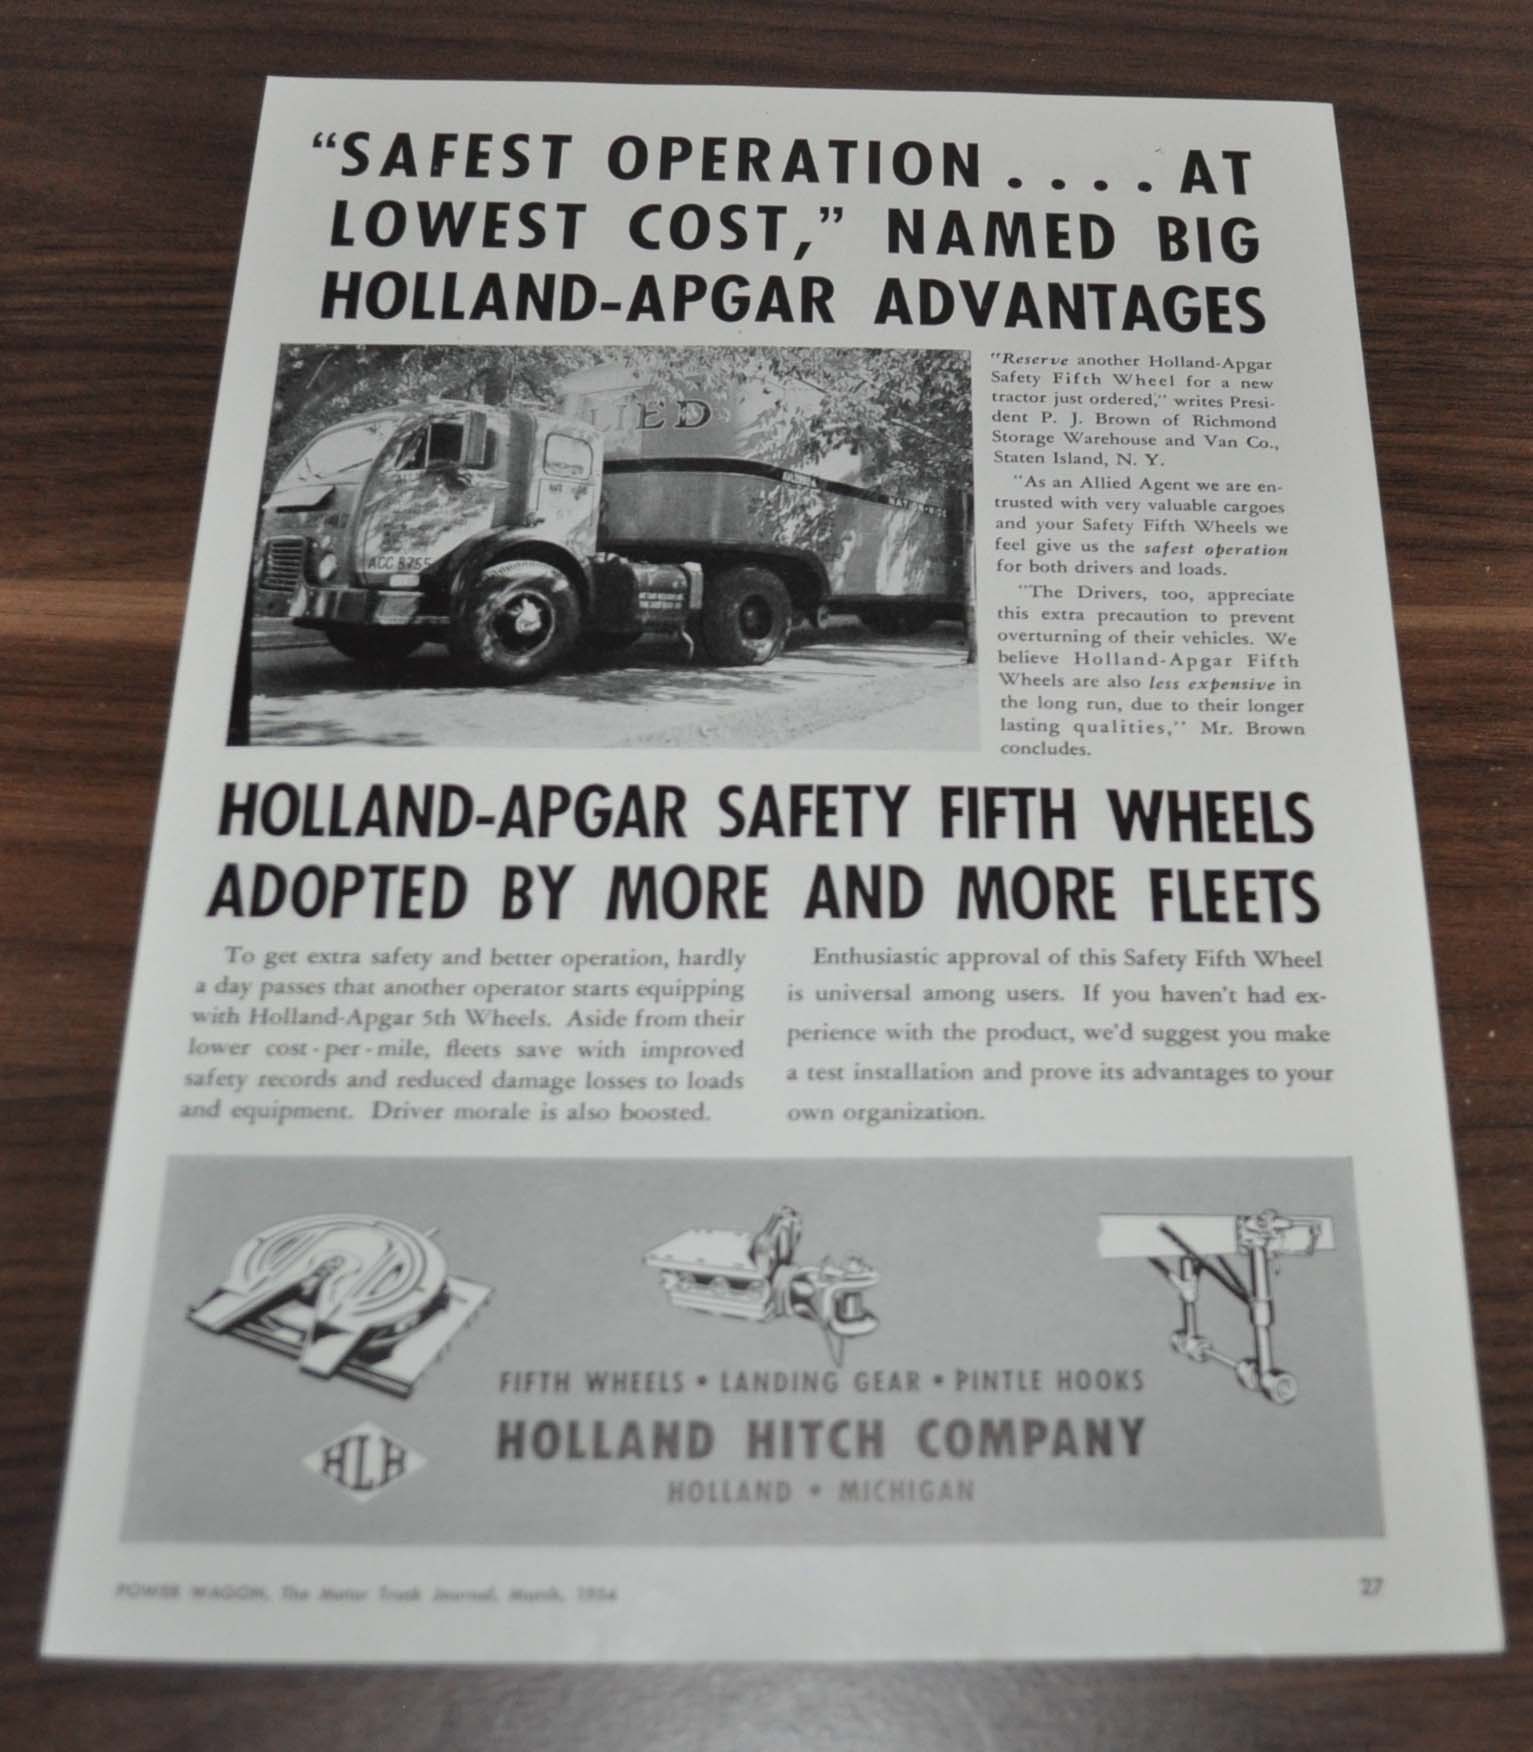 “SAFEST OPERATION . . . . AT
LOWEST COST,” NAMED BIG
HOLLAND-APGAR ADVANTAGES
LIED
ACC 8755
"Reserve another Holland-Apgar
Safety Fifth Wheel for a new
tractor just ordered," writes Presi-
dent P. J. Brown of Richmond
Storage Warehouse and Van Co.,
Staten Island, N. Y.
"As an Allied Agent we are en-
trusted with very valuable cargoes
and your Safety Fifth Wheels we
feel give us the safest operation
for both drivers and loads.
"The Drivers, too, appreciate
this extra precaution to prevent
overturning of their vehicles. We
believe Holland-Apgar Fifth
Wheels are also less expensive in
the long run, due to their longer
lasting qualities," Mr. Brown
concludes.
HOLLAND-APGAR SAFETY FIFTH WHEELS
ADOPTED BY MORE AND MORE FLEETS
To get extra safety and better operation, hardly
a day passes that another operator starts equipping
with Holland-Apgar 5th Wheels. Aside from their
lower cost-per-mile, fleets save with improved
safety records and reduced damage losses to loads
and equipment. Driver morale is also boosted.
Enthusiastic approval of this Safety Fifth Wheel
is universal among users. If you haven't had ex-
perience with the product, we'd suggest you make
a test installation and prove its advantages to your
own organization.
FIFTH WHEELS • LANDING GEAR • PINTLE HOOKS
HLH
HOLLAND HITCH COMPANY
HOLLAND • MICHIGAN
POWER WAGON, The Motor Truck Journal, March, 1954
27